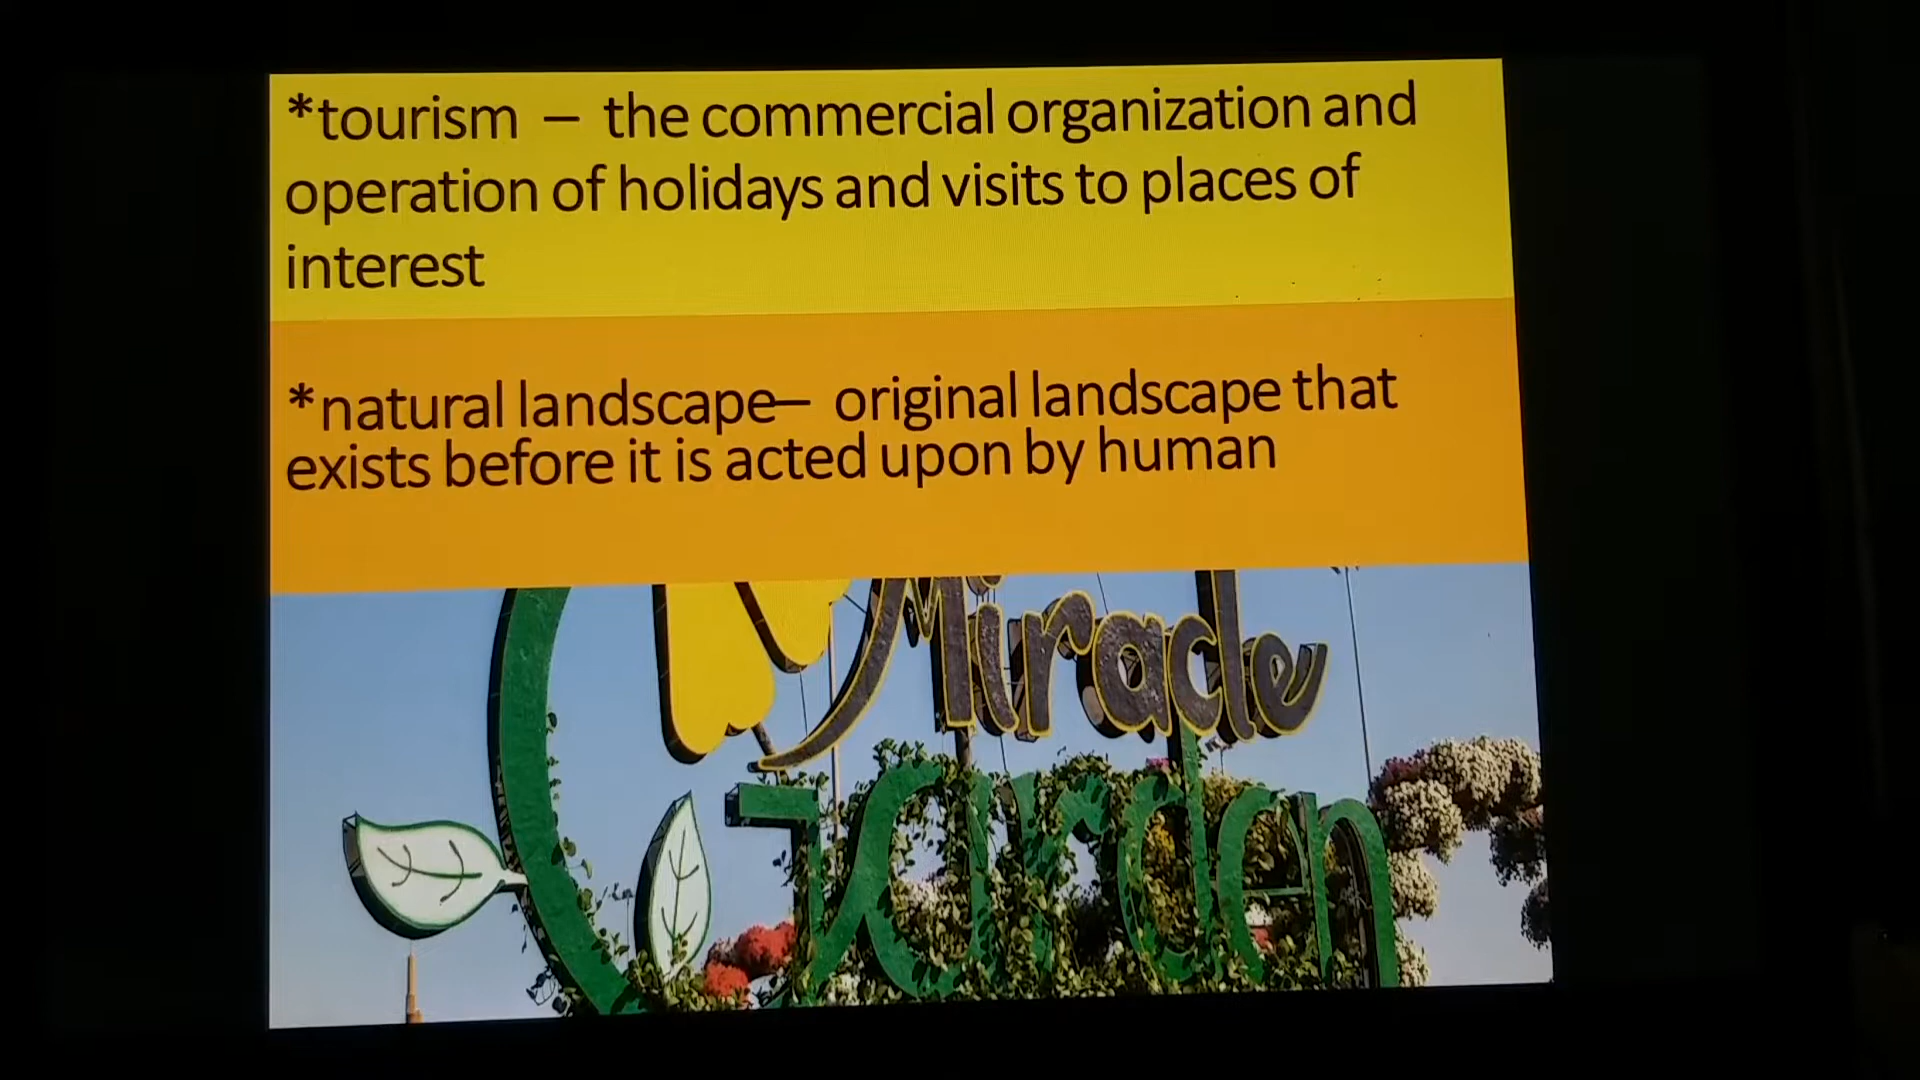 *tourism – the commercial organization and
operation of holidays and visits to places of
interest
*natural landscape– original landscape that
exists before it is acted upon by human
Miracle
Garden